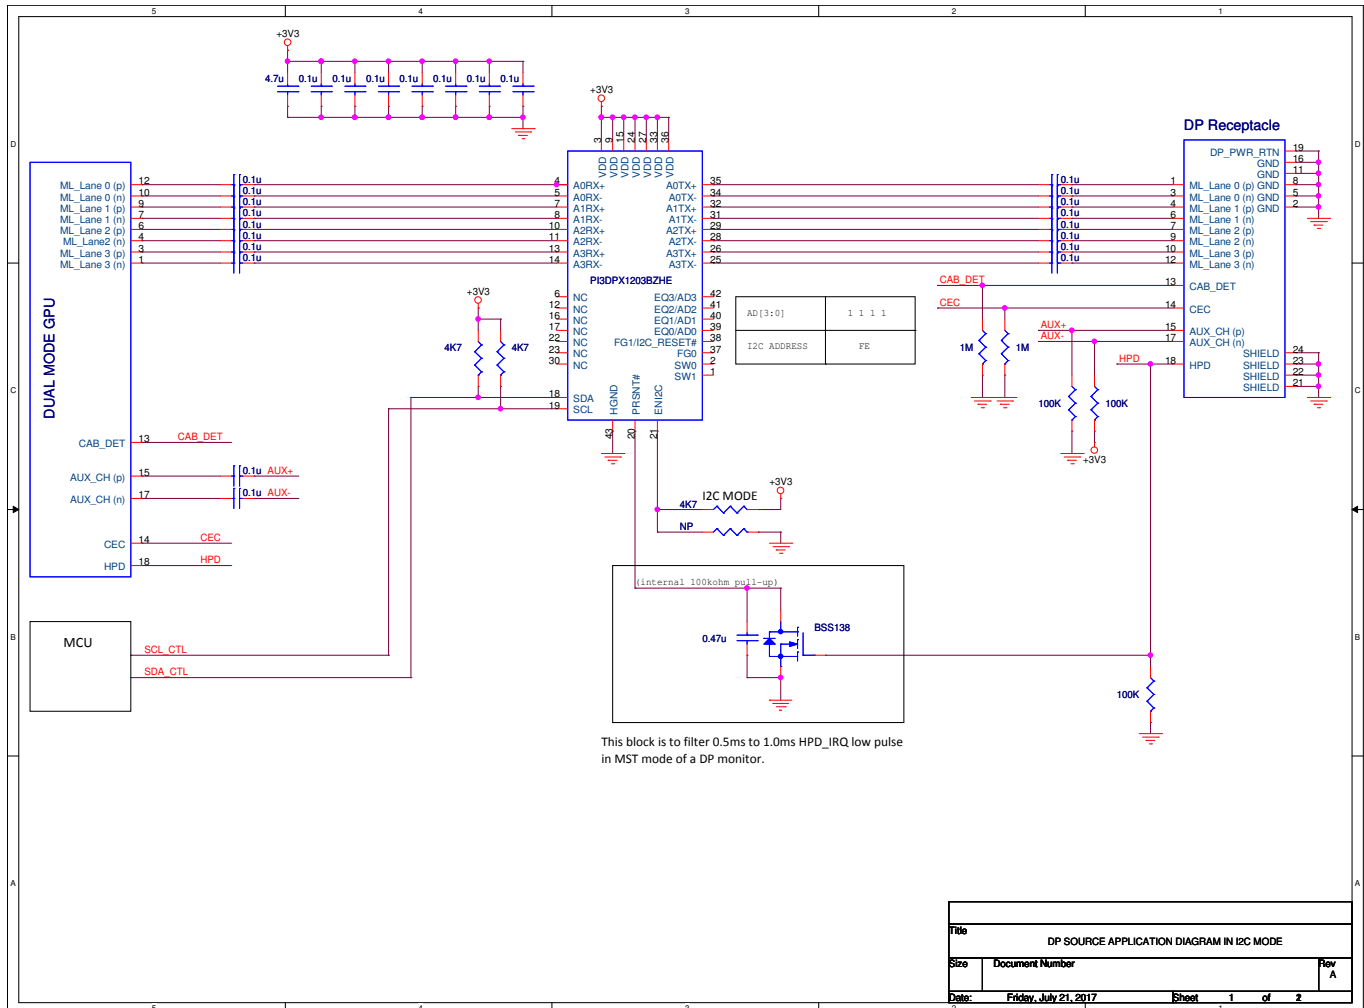 5 4 3 2 1
+3V3
4.7u 0.1u 0.1u 0.1u 0.1u 0.1u 0.1u 0.1u
+3V3
3 9 15 24 27 33 36
VDD VDD VDD VDD VDD VDD VDD
D D
DP Receptacle
DUAL MODE GPU
ML_Lane 0 (p) 12 0.1u 4 A0RX+ A0TX+ 35 0.1u 1 ML_Lane 0 (p)
ML_Lane 0 (n) 10 0.1u 5 A0RX- A0TX- 34 0.1u 3 ML_Lane 0 (n)
ML_Lane 1 (p) 9 0.1u 7 A1RX+ A1TX+ 32 0.1u 4 ML_Lane 1 (p)
ML_Lane 1 (n) 7 0.1u 8 A1RX- A1TX- 31 0.1u 6 ML_Lane 1 (n)
ML_Lane 2 (p) 6 0.1u 10 A2RX+ A2TX+ 29 0.1u 7 ML_Lane 2 (p)
ML_Lane2 (n) 4 0.1u 11 A2RX- A2TX- 28 0.1u 9 ML_Lane 2 (n)
ML_Lane 3 (p) 3 0.1u 13 A3RX+ A3TX+ 26 0.1u 10 ML_Lane 3 (p)
ML_Lane 3 (n) 1 0.1u 14 A3RX- A3TX- 25 0.1u 12 ML_Lane 3 (n)
DP_PWR_RTN 19
GND 16
GND 11
GND 8
GND 5
GND 2
PI3DPX1203BZHE
6 NC
12 NC
16 NC
17 NC
22 NC
23 NC
30 NC
EQ3/AD3 42
EQ2/AD2 41
EQ1/AD1 40
EQ0/AD0 39
FG1/I2C_RESET# 38
FG0 37
SW0 2
SW1 1
18 SDA
19 SCL
HGND PRSNT# ENI2C
43 20 21
+3V3
4K7 4K7
AD[3:0] 1 1 1 1
I2C ADDRESS FE
CAB_DET 13 CAB_DET
CEC 14 CEC
AUX+ 15 AUX_CH (p)
AUX- 17 AUX_CH (n)
HPD 18 HPD
SHIELD 24
SHIELD 23
SHIELD 22
SHIELD 21
1M 1M
100K 100K
+3V3
C C
CAB_DET 13 CAB_DET
AUX_CH (p) 15 0.1u AUX+
AUX_CH (n) 17 0.1u AUX-
CEC 14 CEC
HPD 18 HPD
+3V3
I2C MODE
4K7
NP
(internal 100kohm pull-up)
0.47u
BSS138
100K
B B
MCU
SCL_CTL
SDA_CTL
This block is to filter 0.5ms to 1.0ms HPD_IRQ low pulse
in MST mode of a DP monitor.
A A
Title
DP SOURCE APPLICATION DIAGRAM IN I2C MODE
Size Document Number Rev
A
Date: Friday, July 21, 2017 Sheet 1 of 2
5 4 3 2 1